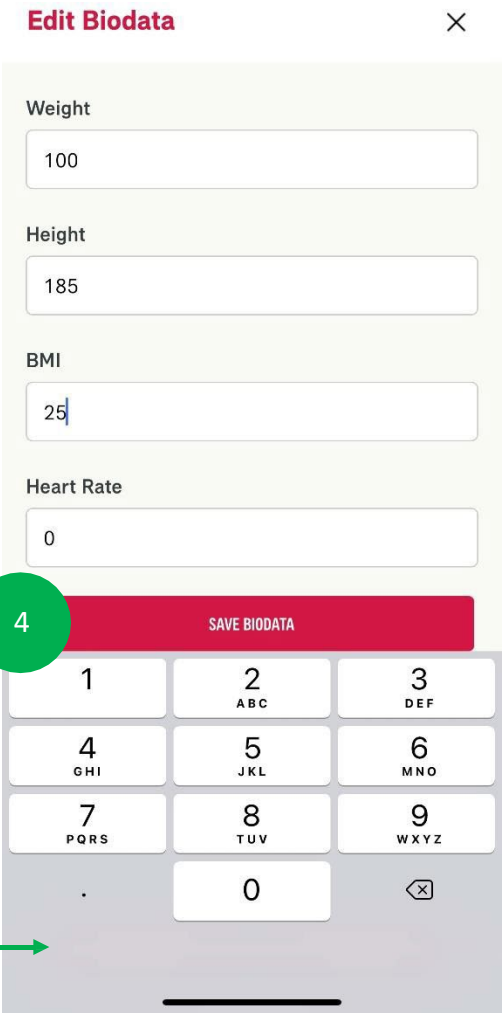 Edit Biodata
Weight
100
Height
185
BMI
25
Heart Rate
0
4
SAVE BIODATA
1 2 3
ABC DEF
4 5 6
GHI JKL MNO
7 8 9
PQRS TUV WXYZ
. 0